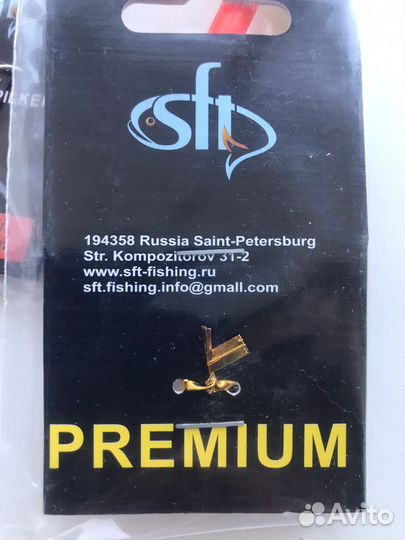 PILKE
sft
194358 Russia Saint-Petersburg
Str. Kompozitorov 31-2
www.sft-fishing.ru
sft.fishing.info@gmall.com
PREMIUM
Avito